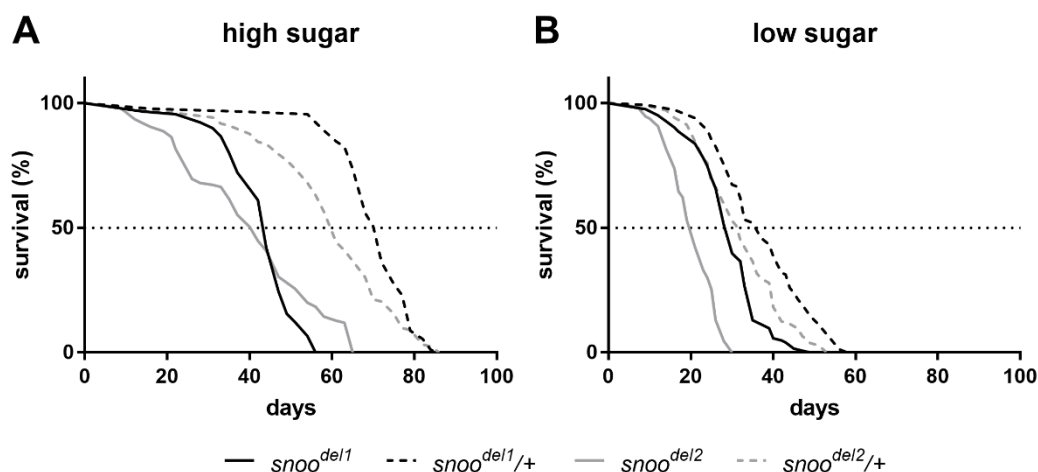 A high sugar
survival (%)
100
50
0
0 20 40 60 80 100
days
B low sugar
survival (%)
100
50
0
0 20 40 60 80 100
days
snoo^del1 snoo^del1/+ snoo^del2 snoo^del2/+